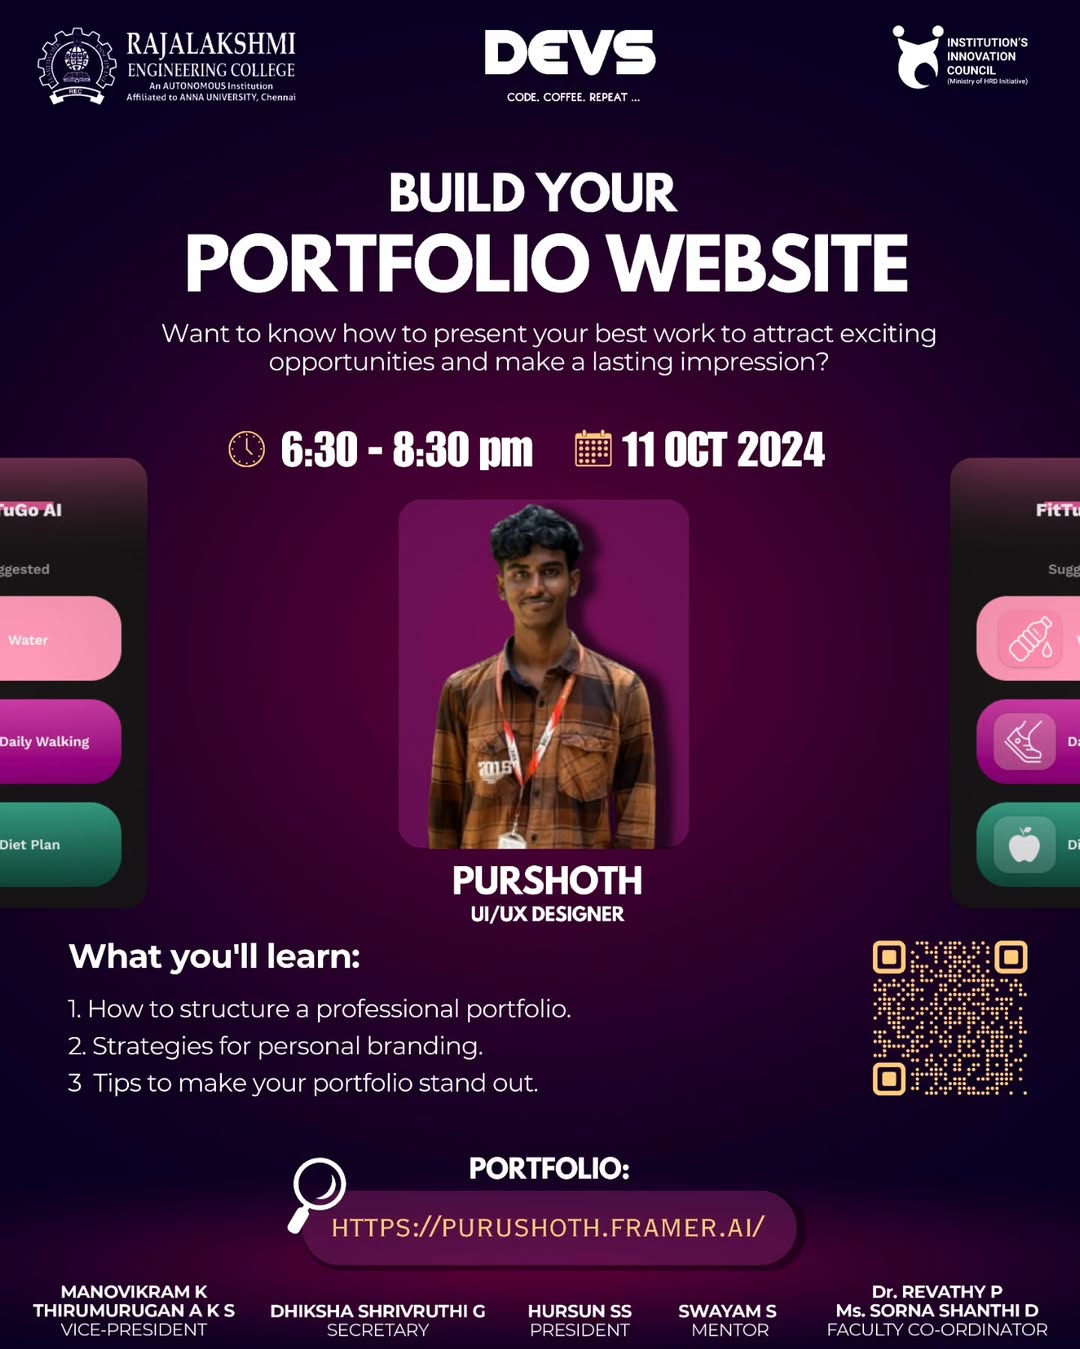 RAJALAKSHMI
ENGINEERING COLLEGE
An AUTONOMOUS Institution
Affiliated to ANNA UNIVERSITY, Chennai
REC
DEVS
CODE. COFFEE. REPEAT ...
INSTITUTION'S
INNOVATION
COUNCIL
(Ministry of HRD Initiative)
BUILD YOUR
PORTFOLIO WEBSITE
Want to know how to present your best work to attract exciting
opportunities and make a lasting impression?
6:30 - 8:30 pm
11 OCT 2024
TuGo AI
ggested
Water
Daily Walking
Diet Plan
FitTu
Sugg
Da
Di
PURSHOTH
UI/UX DESIGNER
What you'll learn:
1. How to structure a professional portfolio.
2. Strategies for personal branding.
3 Tips to make your portfolio stand out.
PORTFOLIO:
HTTPS://PURUSHOTH.FRAMER.AI/
MANOVIKRAM K
THIRUMURUGAN A K S
VICE-PRESIDENT
DHIKSHA SHRIVRUTHI G
SECRETARY
HURSUN SS
PRESIDENT
SWAYAM S
MENTOR
Dr. REVATHY P
Ms. SORNA SHANTHI D
FACULTY CO-ORDINATOR